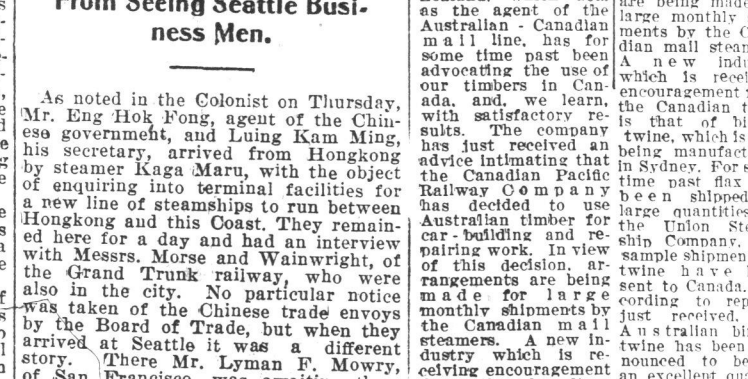 From Seeing Seattle Busi-
ness Men.
As noted in the Colonist on Thursday,
Mr. Eng Hok Fong, agent of the Chin-
ese government, and Luing Kam Ming,
his secretary, arrived from Hongkong
by steamer Kaga Maru, with the object
of enquiring into terminal facilities for
a new line of steamships to run between
Hongkong and this Coast. They remain-
ed here for a day and had an interview
with Messrs. Morse and Wainwright, of
the Grand Trunk railway, who were
also in the city. No particular notice
was taken of the Chinese trade envoys
by the Board of Trade, but when they
arrived at Seattle it was a different
story. There Mr. Lyman F. Mowry,
of San Francisco, was
as the agent of the
Australian - Canadian
mail line, has for
some time past been
advocating the use of
our timbers in Can-
ada, and, we learn,
with satisfactory re-
sults. The company
has just received an
advice intimating that
the Canadian Pacific
Railway Company
has decided to use
Australian timber for
car-building and re-
pairing work. In view
of this decision, ar-
rangements are being
made for large
monthly shipments by
the Canadian mail
steamers. A new in-
dustry which is re-
ceiving encouragement
are being made
large monthly
ments by the C
dian mail stean
A new indu
which is recei
encouragement
the Canadian
is that of bi
twine, which is
being manufact
in Sydney. For s
time past flax
been shipped
large quantities
the Union Ste
ship Company,
sample shipmen
twine have
sent to Canada.
cording to rep
just received,
Australian bi
twine has been
nounced to be
an excellent